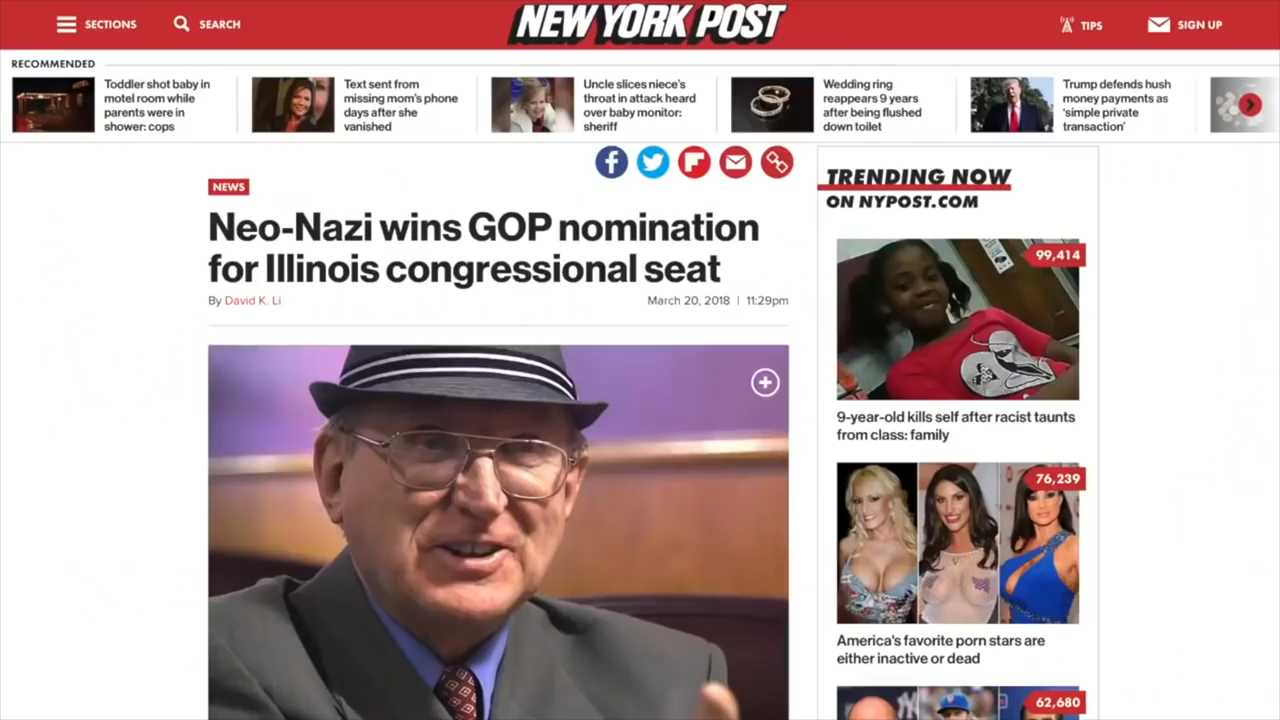 SECTIONS
SEARCH
NEW YORK POST
TIPS
SIGN UP
RECOMMENDED
Toddler shot baby in
motel room while
parents were in
shower: cops
Text sent from
missing mom's phone
days after she
vanished
Uncle slices niece's
throat in attack heard
over baby monitor:
sheriff
Wedding ring
reappears 9 years
after being flushed
down toilet
Trump defends hush
money payments as
'simple private
transaction'
NEWS
Neo-Nazi wins GOP nomination
for Illinois congressional seat
By David K. Li
March 20, 2018 | 11:29pm
TRENDING NOW
ON NYPOST.COM
99,414
9-year-old kills self after racist taunts
from class: family
76,239
America's favorite porn stars are
either inactive or dead
62,680